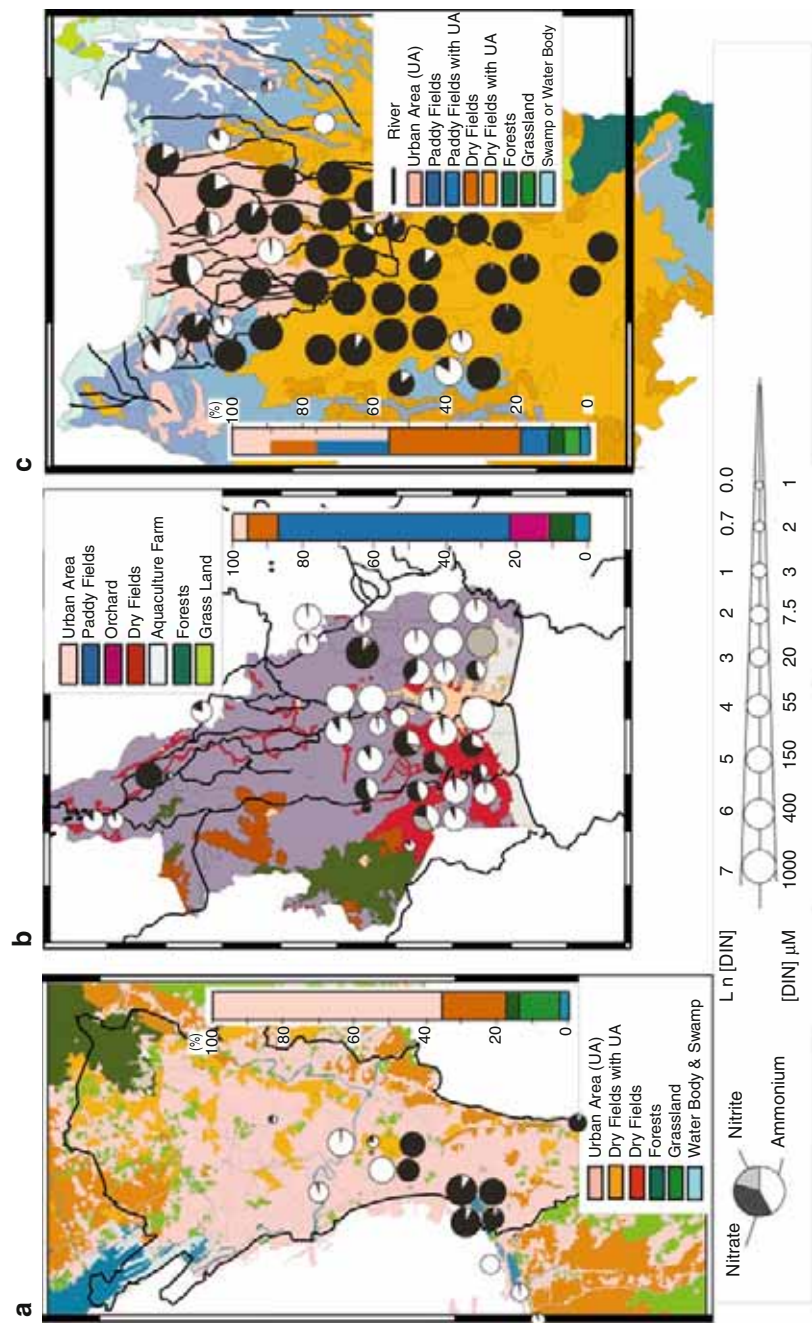 a
(%)
100
80
60
40
20
0
Urban Area (UA)
Dry Fields with UA
Dry Fields
Forests
Grassland
Water Body & Swamp
b
Urban Area
Paddy Fields
Orchard
Dry Fields
Aquaculture Farm
Forests
Grass Land
100
80
60
40
20
0
c
(%)
100
80
60
40
20
0
River
Urban Area (UA)
Paddy Fields
Paddy Fields with UA
Dry Fields
Dry Fields with UA
Forests
Grassland
Swamp or Water Body
Nitrate
Nitrite
Ammonium
Ln [DIN] 7 6 5 4 3 2 1 0.7 0.0
[DIN] μM 1000 400 150 55 20 7.5 3 2 1